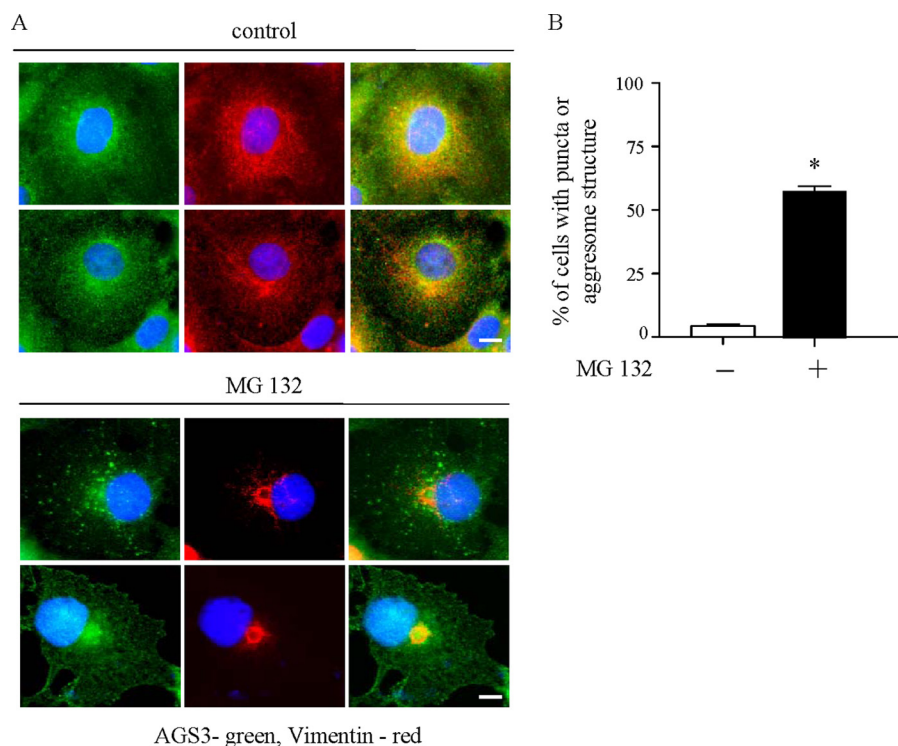 A
control
MG 132
AGS3- green, Vimentin - red
B
% of cells with puncta or
aggresome structure
100
75
50
25
0
*
MG 132 – +